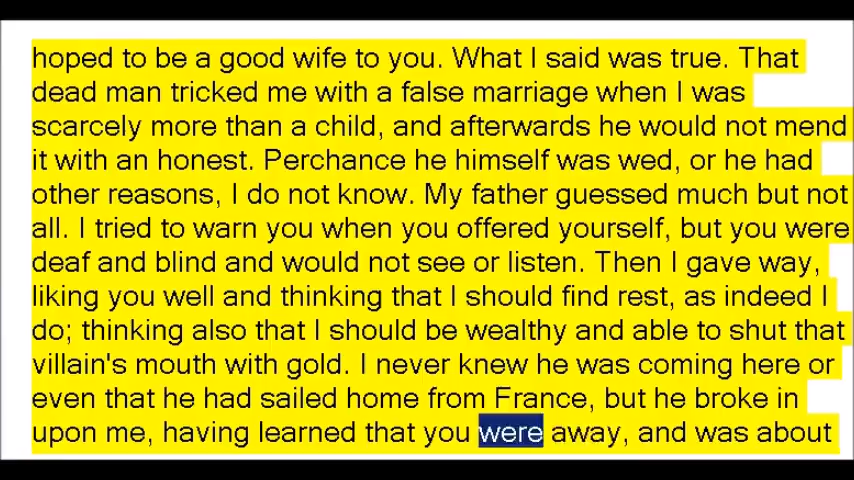 hoped to be a good wife to you. What I said was true. That
dead man tricked me with a false marriage when I was
scarcely more than a child, and afterwards he would not mend
it with an honest. Perchance he himself was wed, or he had
other reasons, I do not know. My father guessed much but not
all. I tried to warn you when you offered yourself, but you were
deaf and blind and would not see or listen. Then I gave way,
liking you well and thinking that I should find rest, as indeed I
do; thinking also that I should be wealthy and able to shut that
villain's mouth with gold. I never knew he was coming here or
even that he had sailed home from France, but he broke in
upon me, having learned that you were away, and was about